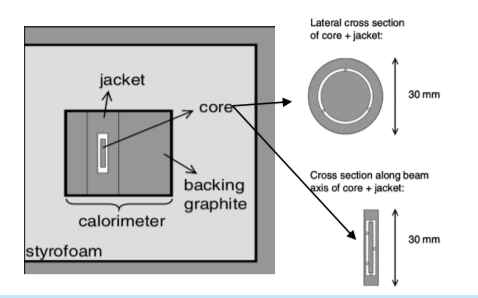 Lateral cross section
of core + jacket:
jacket
core
30 mm
Cross section along beam
axis of core + jacket:
backing
graphite
calorimeter
30 mm
styrofoam